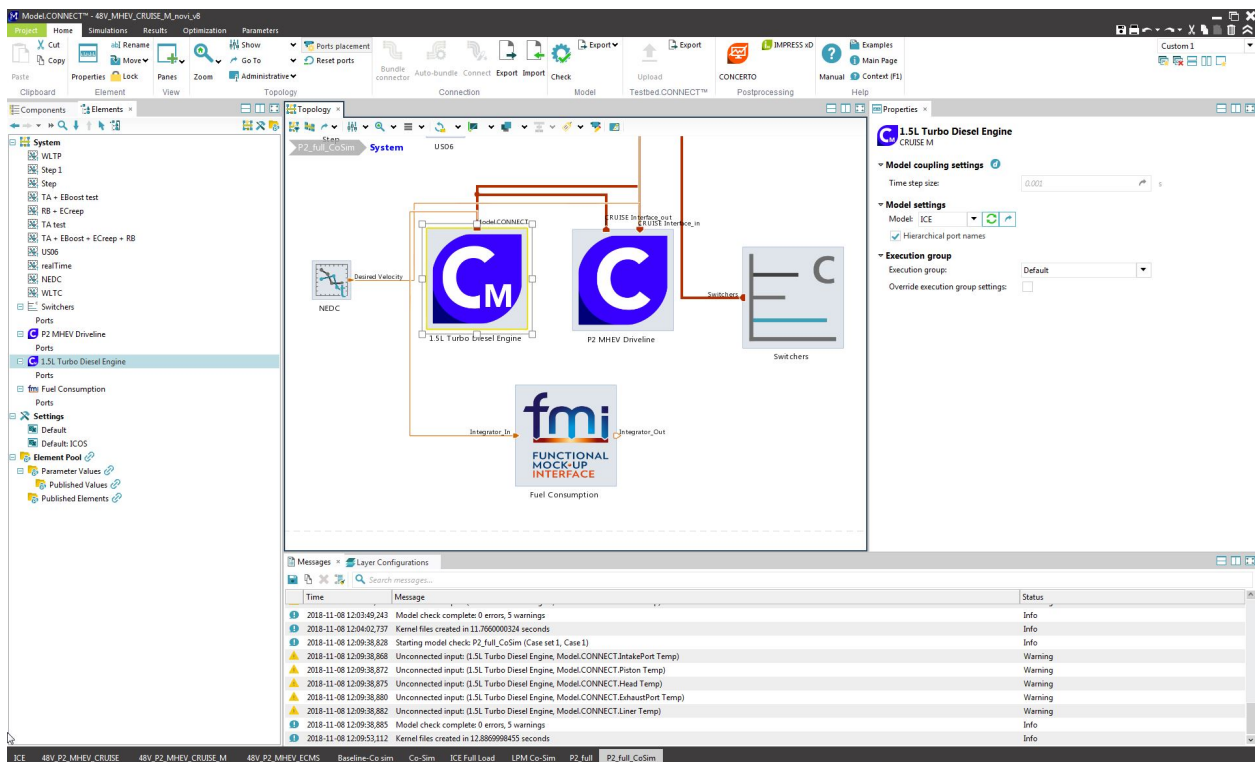 Model.CONNECT™ - 48V_MHEV_CRUISE_M_novi_v8
Project Home Simulations Results Optimization Parameters
Cut
Copy
Paste
Clipboard
Properties
Rename
Move
Lock
Element
Panes
View
Zoom
Show
Go To
Administrative
Ports placement
Reset ports
Topology
Bundle connector
Auto-bundle
Connect
Export
Import
Connection
Check
Export
Model
Upload
Export
Testbed.CONNECT™
CONCERTO
IMPRESS xD
Postprocessing
Manual
Examples
Main Page
Context (F1)
Help
Custom 1
Components Elements
System
WLTP
Step 1
Step
TA + EBoost test
RB + ECreep
TA test
TA + EBoost + ECreep + RB
US06
realTime
NEDC
WLTC
Switchers
Ports
P2 MHEV Driveline
Ports
1.5L Turbo Diesel Engine
Ports
fmi Fuel Consumption
Ports
Settings
Default
Default: ICOS
Element Pool
Parameter Values
Published Values
Published Elements
Topology
Step
P2_full_CoSim System
US06
Model.CONNECT
CRUISE Interface_out
CRUISE Interface_in
Desired Velocity
NEDC
CM
1.5L Turbo Diesel Engine
C
P2 MHEV Driveline
Switchers
C
Switchers
Integrator_In
fmi
FUNCTIONAL
MOCK-UP
INTERFACE
Integrator_Out
Fuel Consumption
Properties
1.5L Turbo Diesel Engine
CRUISE M
Model coupling settings
Time step size: 0.001 s
Model settings
Model: ICE
Hierarchical port names
Execution group
Execution group: Default
Override execution group settings:
Messages Layer Configurations
Search messages...
Time Message Status
2018-11-08 12:03:49,243 Model check complete: 0 errors, 5 warnings Info
2018-11-08 12:04:02,737 Kernel files created in 11.7660000324 seconds Info
2018-11-08 12:09:38,828 Starting model check: P2_full_CoSim (Case set 1, Case 1) Info
2018-11-08 12:09:38,868 Unconnected input: (1.5L Turbo Diesel Engine, Model.CONNECT.IntakePort Temp) Warning
2018-11-08 12:09:38,872 Unconnected input: (1.5L Turbo Diesel Engine, Model.CONNECT.Piston Temp) Warning
2018-11-08 12:09:38,875 Unconnected input: (1.5L Turbo Diesel Engine, Model.CONNECT.Head Temp) Warning
2018-11-08 12:09:38,880 Unconnected input: (1.5L Turbo Diesel Engine, Model.CONNECT.ExhaustPort Temp) Warning
2018-11-08 12:09:38,882 Unconnected input: (1.5L Turbo Diesel Engine, Model.CONNECT.Liner Temp) Warning
2018-11-08 12:09:38,885 Model check complete: 0 errors, 5 warnings Info
2018-11-08 12:09:53,112 Kernel files created in 12.8869998455 seconds Info
ICE 48V_P2_MHEV_CRUISE 48V_P2_MHEV_CRUISE_M 48V_P2_MHEV_ECMS Baseline-Co sim Co-Sim ICE Full Load LPM Co-Sim P2_full P2_full_CoSim